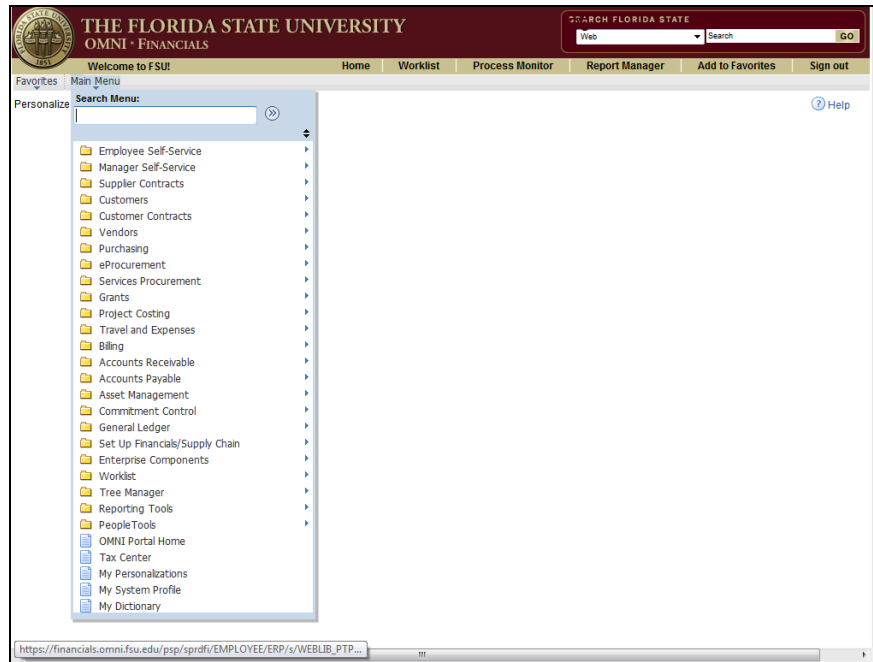 THE FLORIDA STATE UNIVERSITY
OMNI • FINANCIALS
1851
SEARCH FLORIDA STATE
Web Search GO
Welcome to FSU! Home Worklist Process Monitor Report Manager Add to Favorites Sign out
Favorites Main Menu
Personalize
Search Menu:
Help
Employee Self-Service
Manager Self-Service
Supplier Contracts
Customers
Customer Contracts
Vendors
Purchasing
eProcurement
Services Procurement
Grants
Project Costing
Travel and Expenses
Billing
Accounts Receivable
Accounts Payable
Asset Management
Commitment Control
General Ledger
Set Up Financials/Supply Chain
Enterprise Components
Worklist
Tree Manager
Reporting Tools
PeopleTools
OMNI Portal Home
Tax Center
My Personalizations
My System Profile
My Dictionary
https://financials.omni.fsu.edu/psp/sprdfi/EMPLOYEE/ERP/s/WEBLIB_PTP...